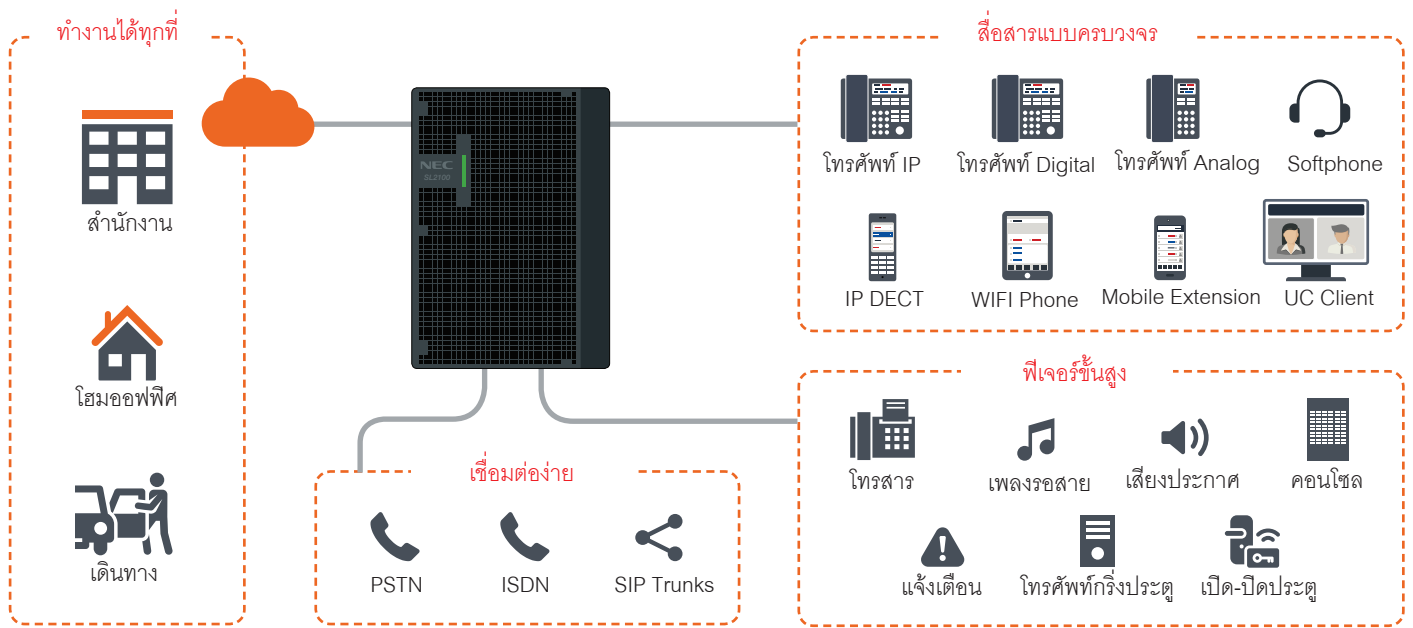 ทำงานได้ทุกที่
สำนักงาน
โฮมออฟฟิศ
เดินทาง
NEC
SL2100
เชื่อมต่อง่าย
PSTN
ISDN
SIP Trunks
สื่อสารแบบครบวงจร
โทรศัพท์ IP
โทรศัพท์ Digital
โทรศัพท์ Analog
Softphone
IP DECT
WIFI Phone
Mobile Extension
UC Client
ฟีเจอร์ขั้นสูง
โทรสาร
เพลงรอสาย
เสียงประกาศ
คอนโซล
แจ้งเตือน
โทรศัพท์กริ่งประตู
เปิด-ปิดประตู